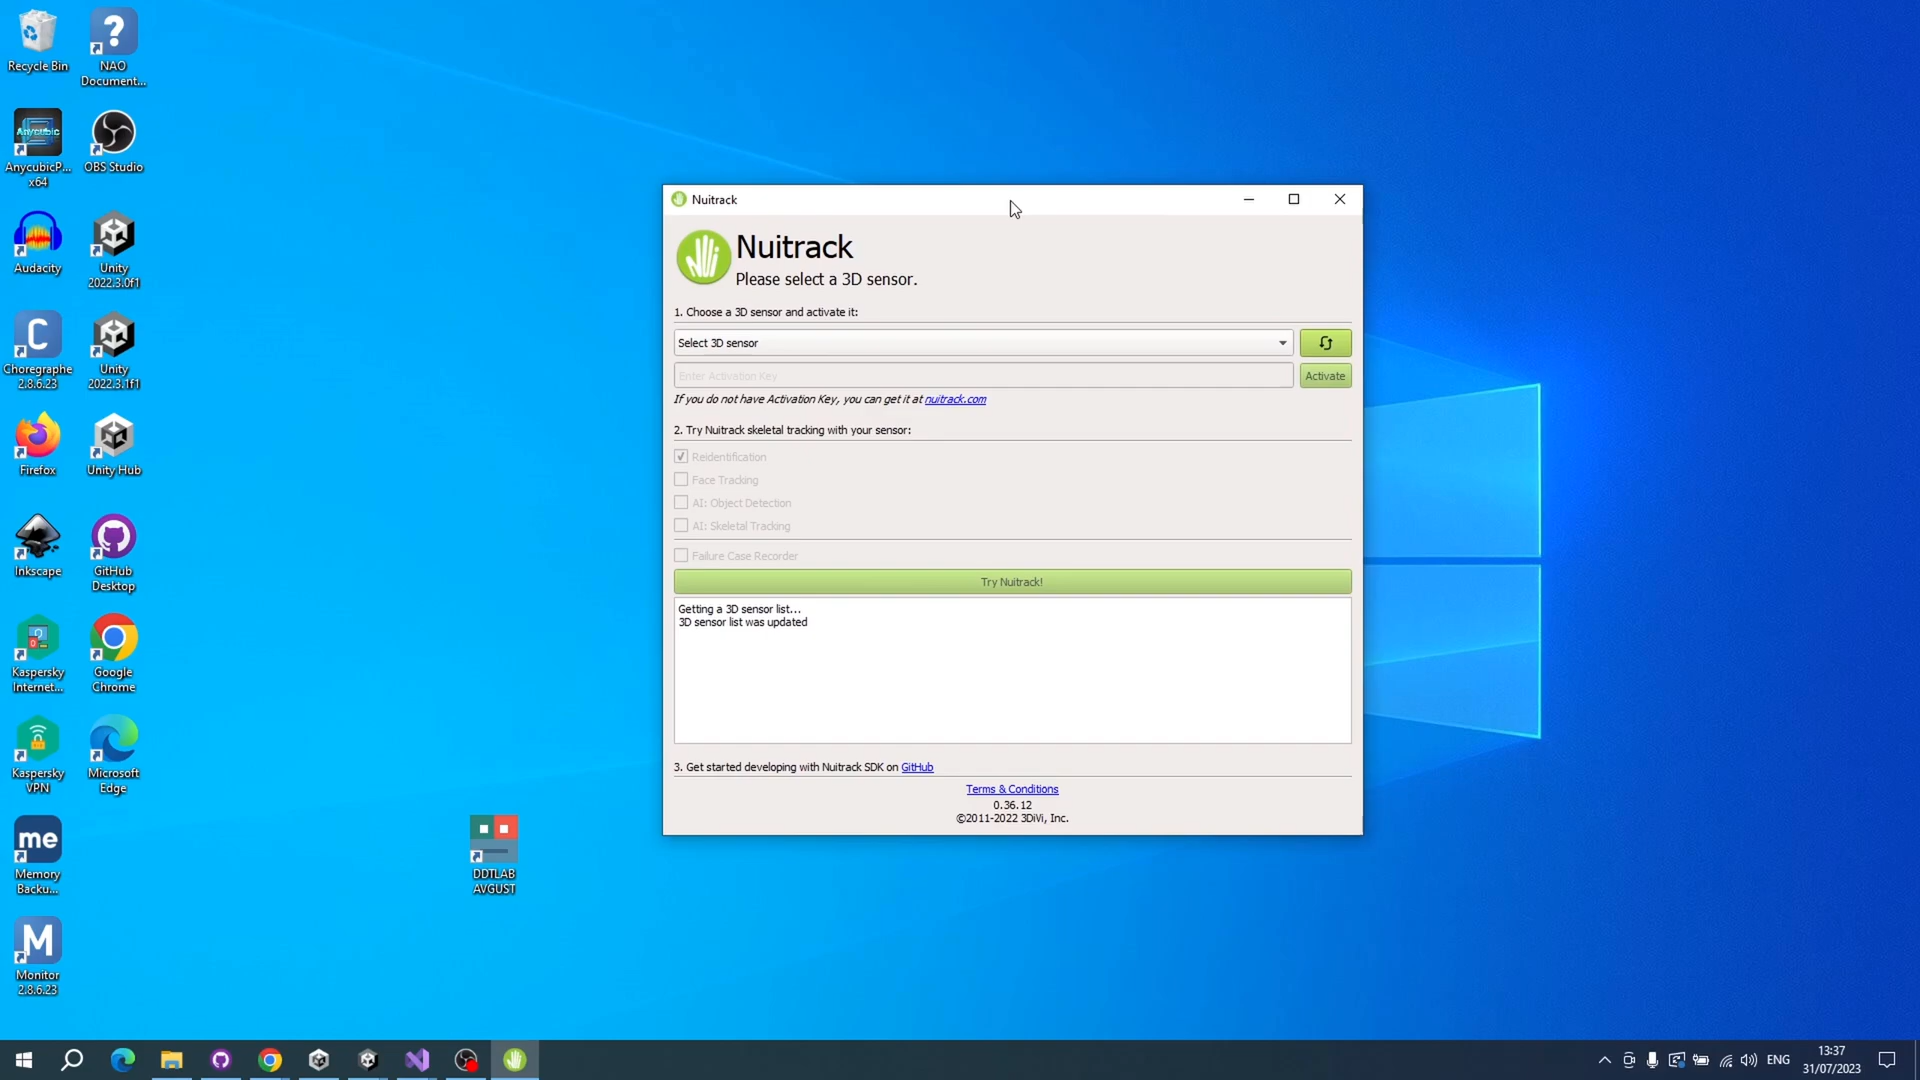 Recycle Bin
NAO
Document...
Anycubic
AnycubicP...
x64
OBS Studio
Audacity
Unity
2022.3.0f1
C
Choregraphe
2.8.6.23
Unity
2022.3.1f1
Firefox
Unity Hub
Inkscape
GitHub
Desktop
Kaspersky
Internet...
Google
Chrome
Kaspersky
VPN
Microsoft
Edge
me
Memory
Backu...
M
Monitor
2.8.6.23
DDTLAB
AVGUST
Nuitrack
Nuitrack
Please select a 3D sensor.
1. Choose a 3D sensor and activate it:
Select 3D sensor
Enter Activation Key
Activate
If you do not have Activation Key, you can get it at nuitrack.com
2. Try Nuitrack skeletal tracking with your sensor:
Reidentification
Face Tracking
AI: Object Detection
AI: Skeletal Tracking
Failure Case Recorder
Try Nuitrack!
Getting a 3D sensor list...
3D sensor list was updated
3. Get started developing with Nuitrack SDK on GitHub
Terms & Conditions
0.36.12
©2011-2022 3DiVi, Inc.
ENG
13:37
31/07/2023